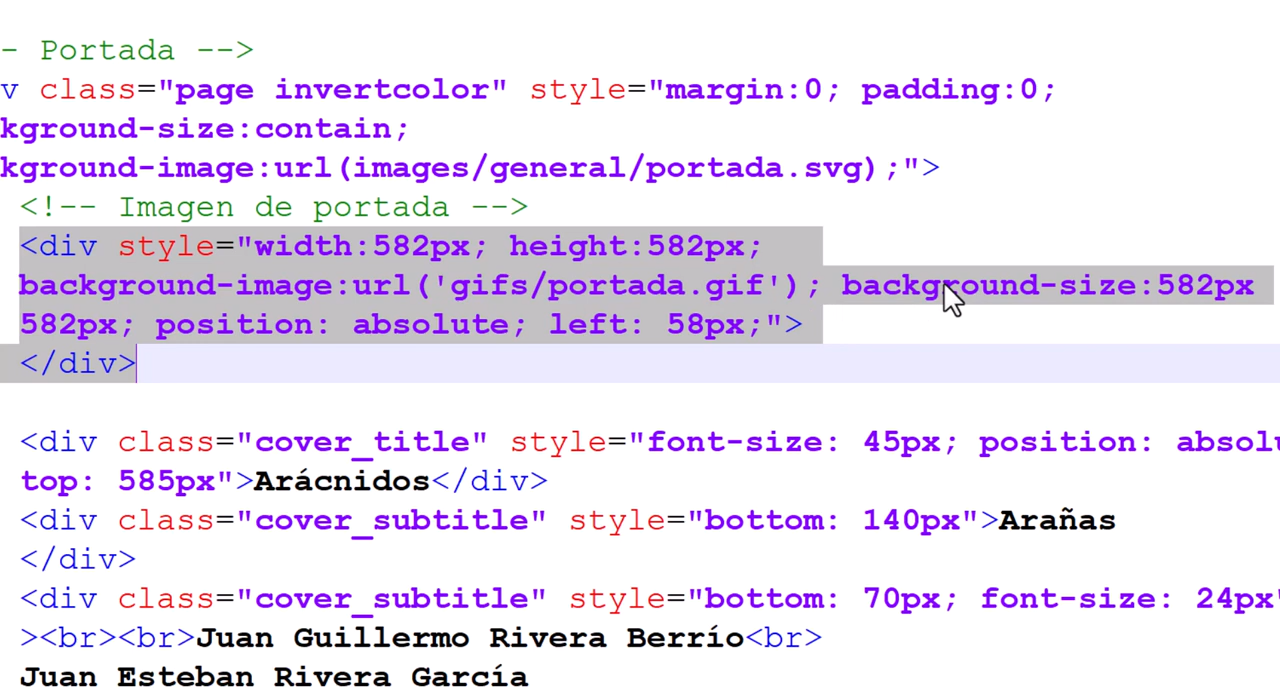 - Portada -->
v class="page invertcolor" style="margin:0; padding:0;
kground-size:contain;
kground-image:url(images/general/portada.svg);">
<!-- Imagen de portada -->
<div style="width:582px; height:582px;
background-image:url('gifs/portada.gif'); background-size:582px
582px; position: absolute; left: 58px;">
</div>
<div class="cover_title" style="font-size: 45px; position: absolu
top: 585px">Arácnidos</div>
<div class="cover_subtitle" style="bottom: 140px">Arañas
</div>
<div class="cover_subtitle" style="bottom: 70px; font-size: 24px"
><br><br>Juan Guillermo Rivera Berrío<br>
Juan Esteban Rivera García